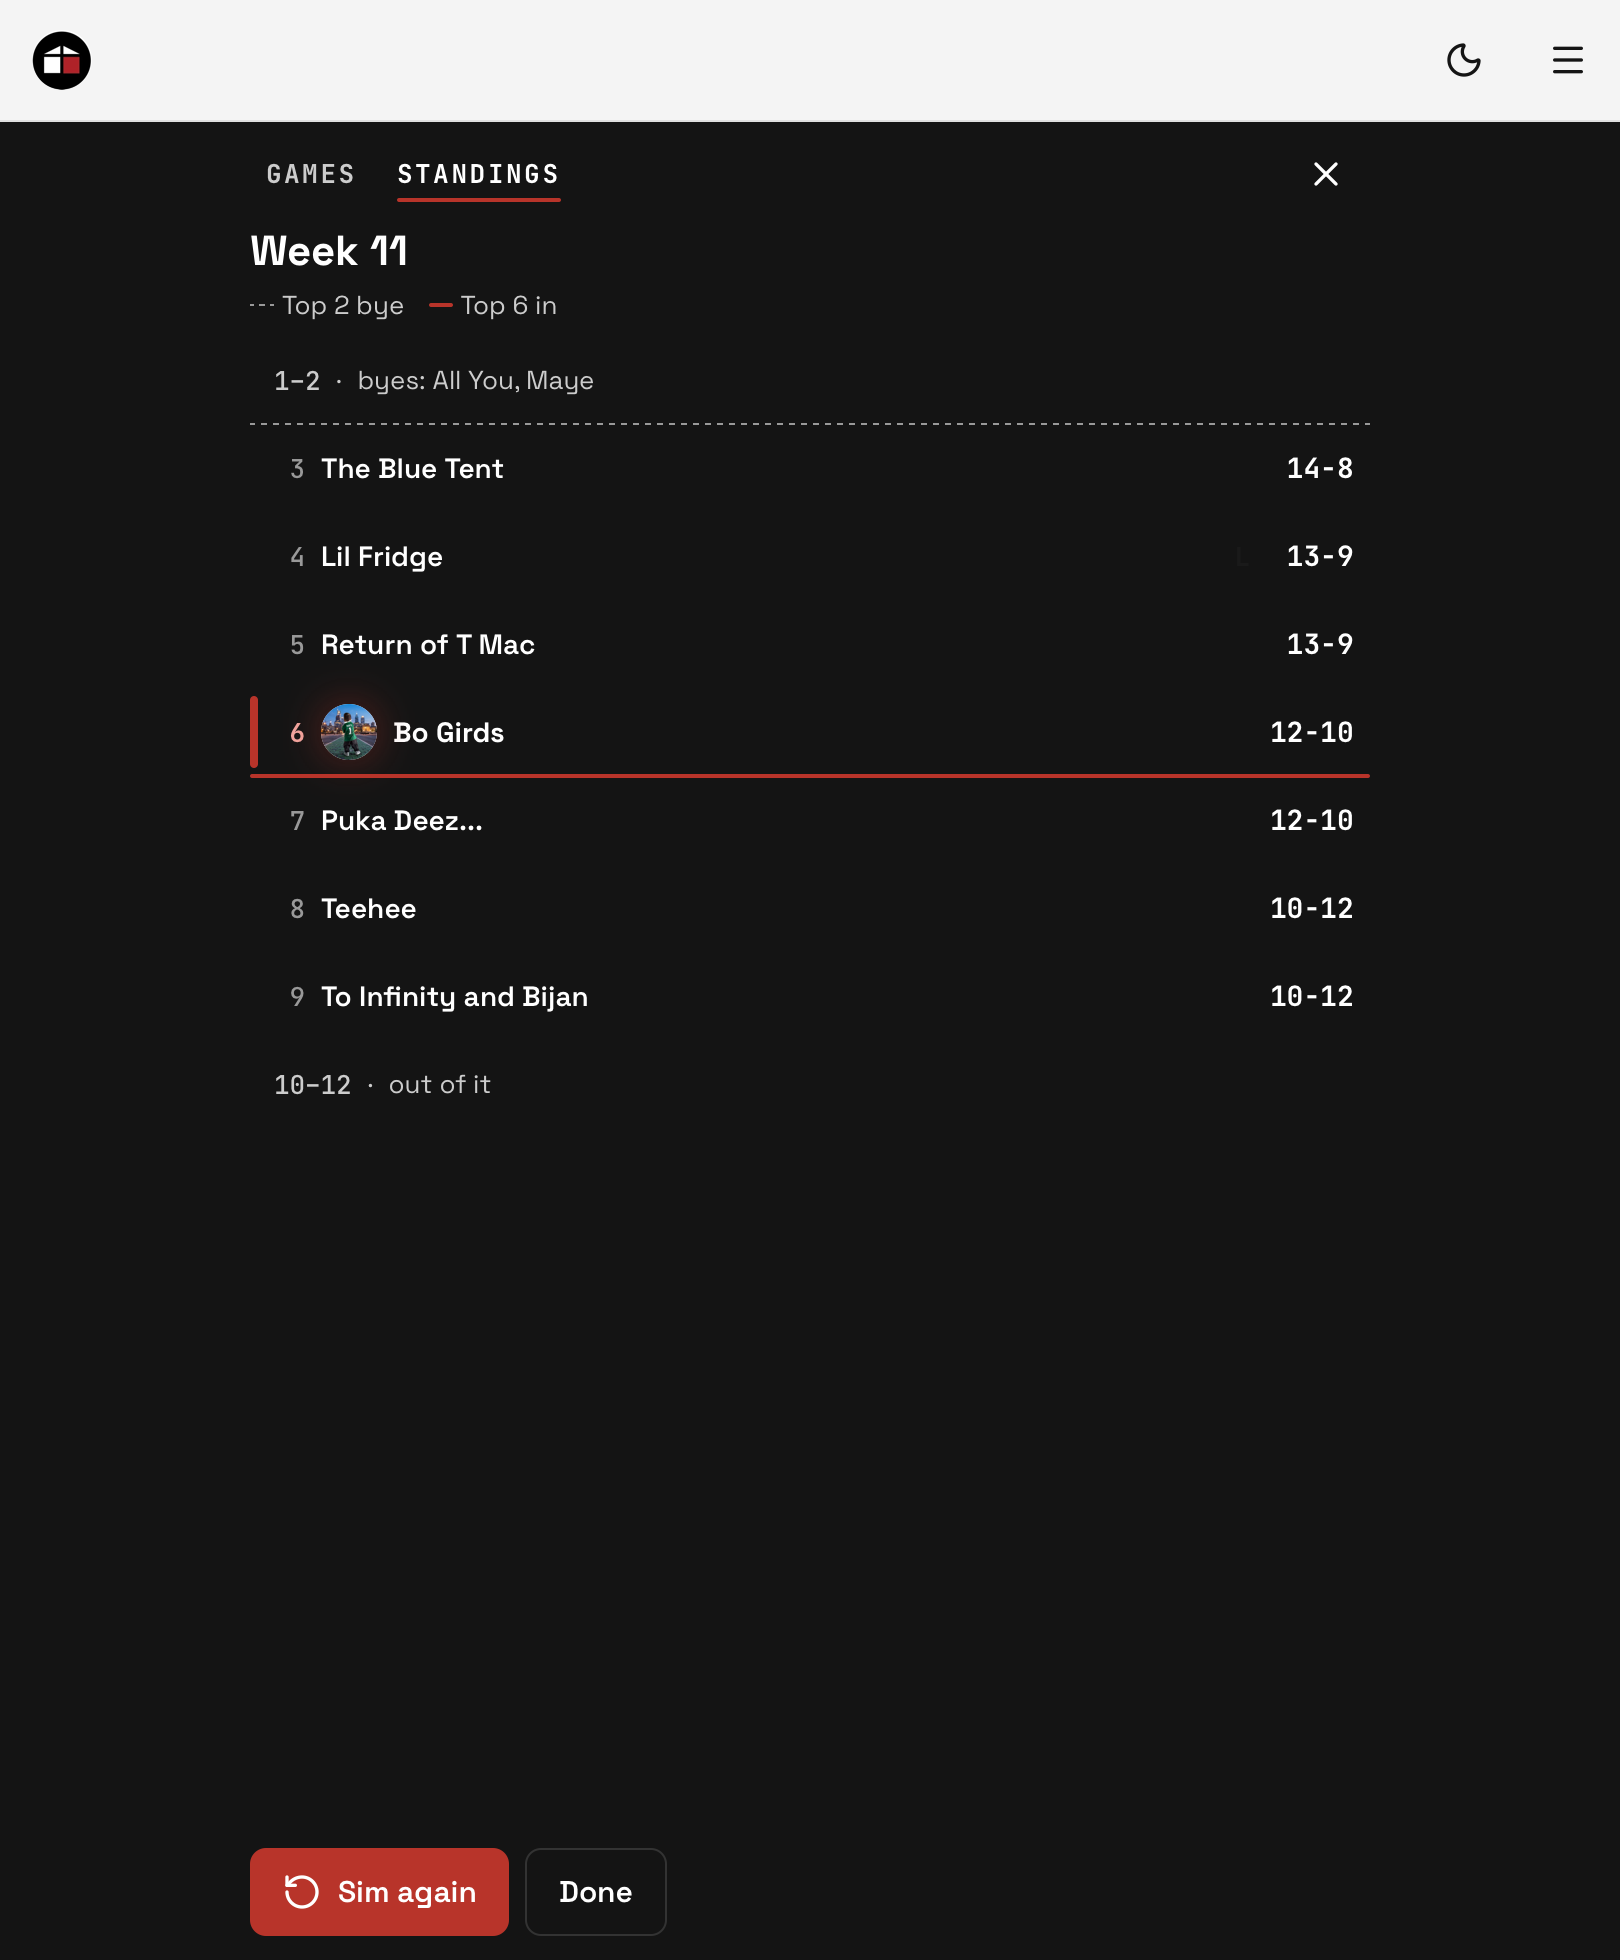 GAMES STANDINGS
Week 11
Top 2 bye Top 6 in
1–2 · byes: All You, Maye
3 The Blue Tent 14-8
4 Lil Fridge L 13-9
5 Return of T Mac 13-9
6 Bo Girds 12-10
7 Puka Deez... 12-10
8 Teehee 10-12
9 To Infinity and Bijan 10-12
10–12 · out of it
Sim again Done